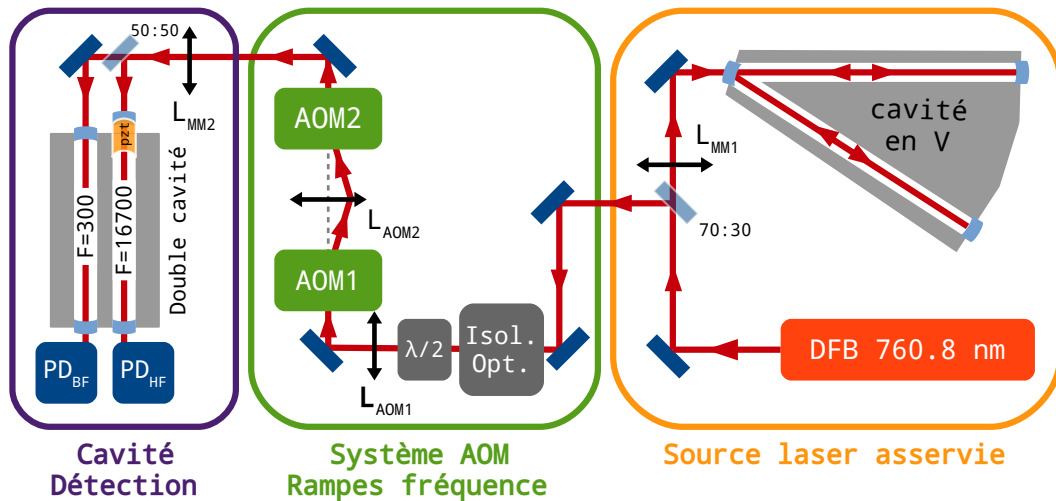 50:50
L_MM2
pzt
F=300
F=16700
Double cavité
PD_BF
PD_HF
Cavité
Détection
AOM2
L_AOM2
AOM1
L_AOM1
λ/2
Isol.
Opt.
Système AOM
Rampes fréquence
L_MM1
70:30
cavité
en V
DFB 760.8 nm
Source laser asservie